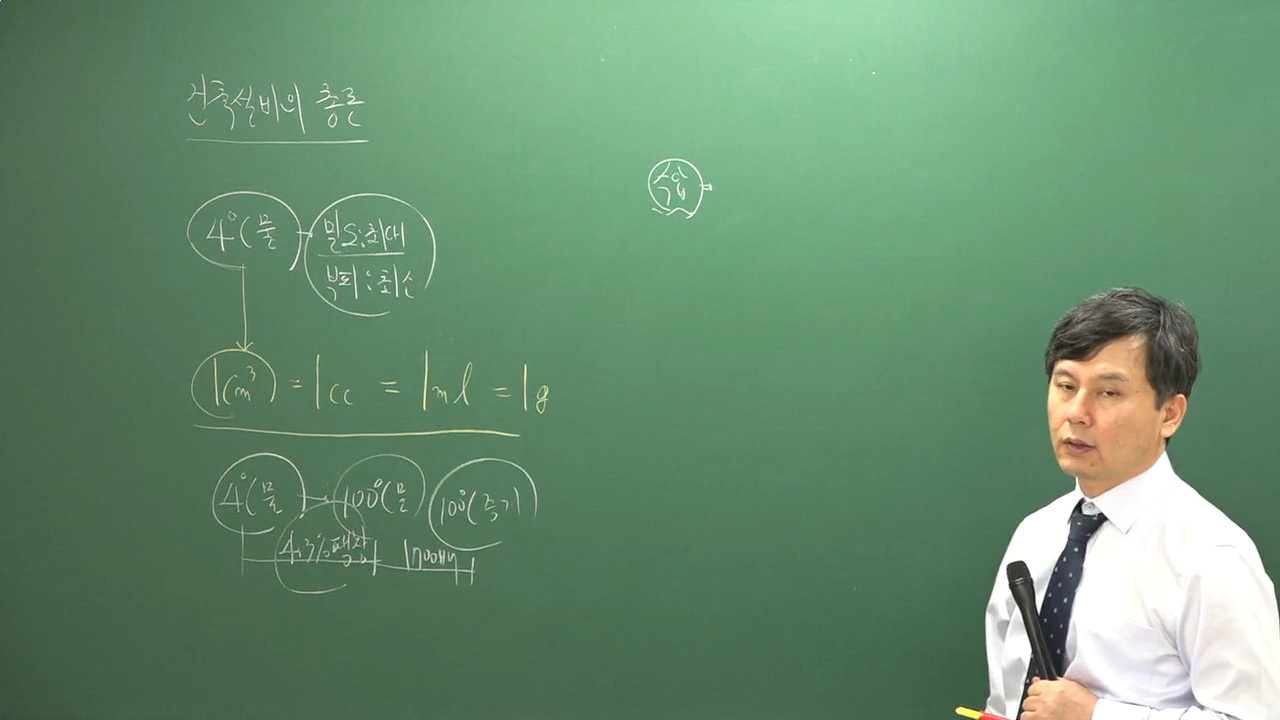 건축설비의 총론
4°C물
밀도:최대
부피:최소
1cm³ = 1cc = 1ml = 1g
4°C물 → 100°C물 100°C증기
4.3%팽창 1700배
수압